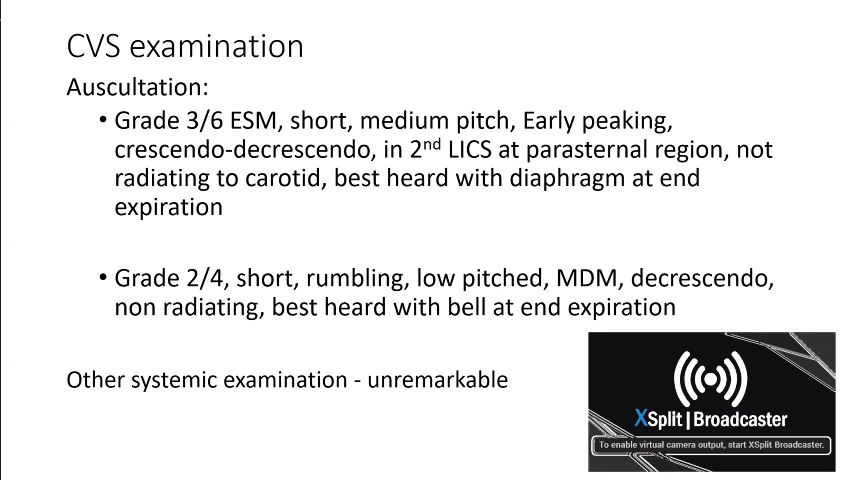 CVS examination
Auscultation:
• Grade 3/6 ESM, short, medium pitch, Early peaking,
crescendo-decrescendo, in 2nd LICS at parasternal region, not
radiating to carotid, best heard with diaphragm at end
expiration
• Grade 2/4, short, rumbling, low pitched, MDM, decrescendo,
non radiating, best heard with bell at end expiration
Other systemic examination - unremarkable
XSplit | Broadcaster
To enable virtual camera output, start XSplit Broadcaster.